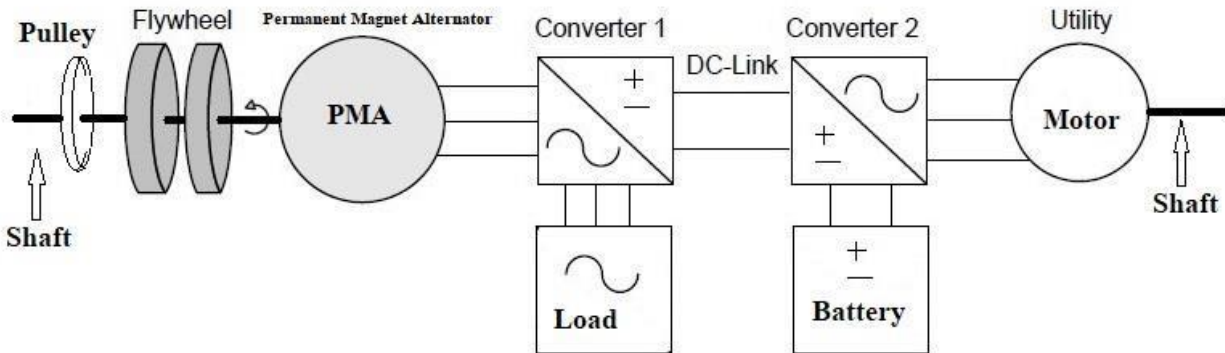 Pulley
Flywheel
Permanent Magnet Alternator
Converter 1
DC-Link
Converter 2
Utility
PMA
+
−
+
−
Motor
Shaft
Load
+
−
Battery
Shaft